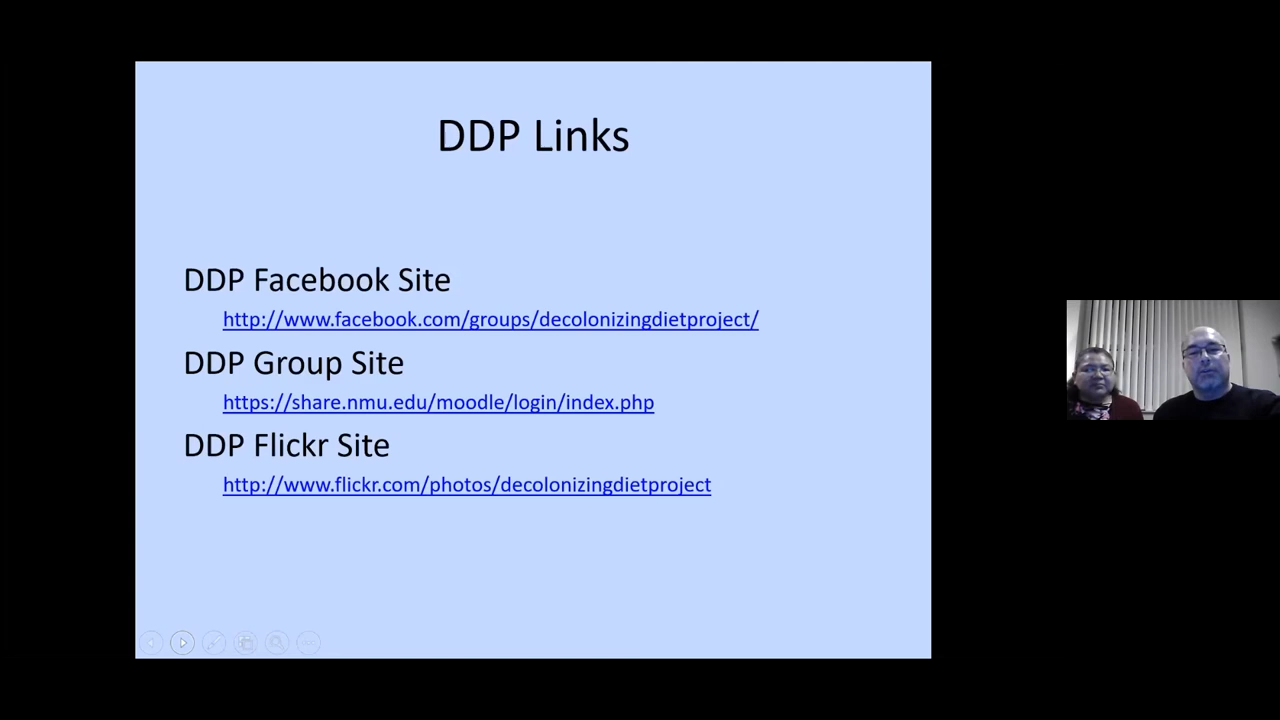 DDP Links
DDP Facebook Site
http://www.facebook.com/groups/decolonizingdietproject/
DDP Group Site
https://share.nmu.edu/moodle/login/index.php
DDP Flickr Site
http://www.flickr.com/photos/decolonizingdietproject